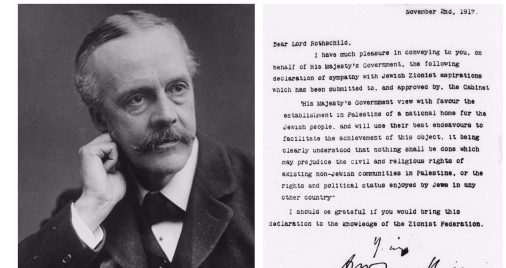 November 2nd, 1917.
Dear Lord Rothschild,
I have much pleasure in conveying to you, on
behalf of His Majesty's Government, the following
declaration of sympathy with Jewish Zionist aspirations
which has been submitted to, and approved by, the Cabinet
"His Majesty's Government view with favour the
establishment in Palestine of a national home for the
Jewish people, and will use their best endeavours to
facilitate the achievement of this object, it being
clearly understood that nothing shall be done which
may prejudice the civil and religious rights of
existing non-Jewish communities in Palestine, or the
rights and political status enjoyed by Jews in any
other country"
I should be grateful if you would bring this
declaration to the knowledge of the Zionist Federation.